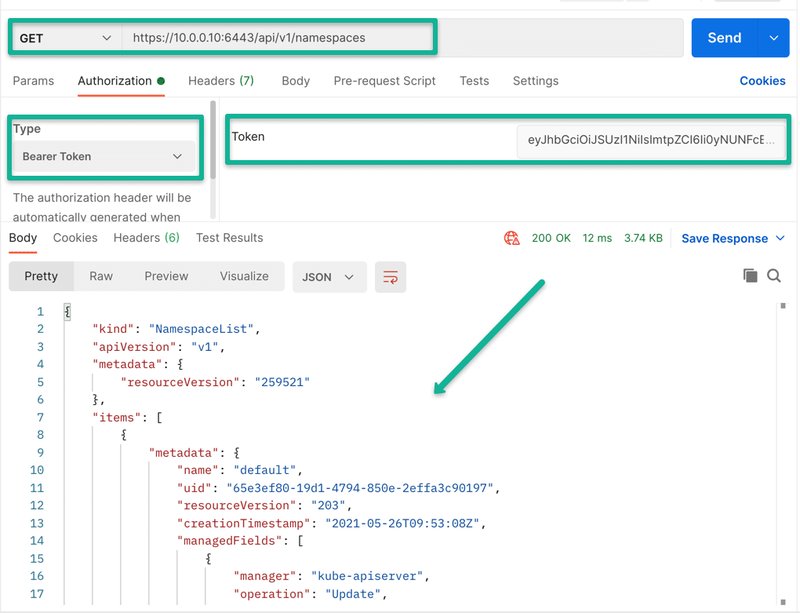 GET https://10.0.0.10:6443/api/v1/namespaces Send
Params Authorization Headers (7) Body Pre-request Script Tests Settings Cookies
Type
Bearer Token
The authorization header will be
automatically generated when
Token eyJhbGciOiJSUzI1NiIsImtpZCI6Ii0yNUNFcE...
Body Cookies Headers (6) Test Results 200 OK 12 ms 3.74 KB Save Response
Pretty Raw Preview Visualize JSON
1 {
2 "kind": "NamespaceList",
3 "apiVersion": "v1",
4 "metadata": {
5 "resourceVersion": "259521"
6 },
7 "items": [
8 {
9 "metadata": {
10 "name": "default",
11 "uid": "65e3ef80-19d1-4794-850e-2effa3c90197",
12 "resourceVersion": "203",
13 "creationTimestamp": "2021-05-26T09:53:08Z",
14 "managedFields": [
15 {
16 "manager": "kube-apiserver",
17 "operation": "Update",